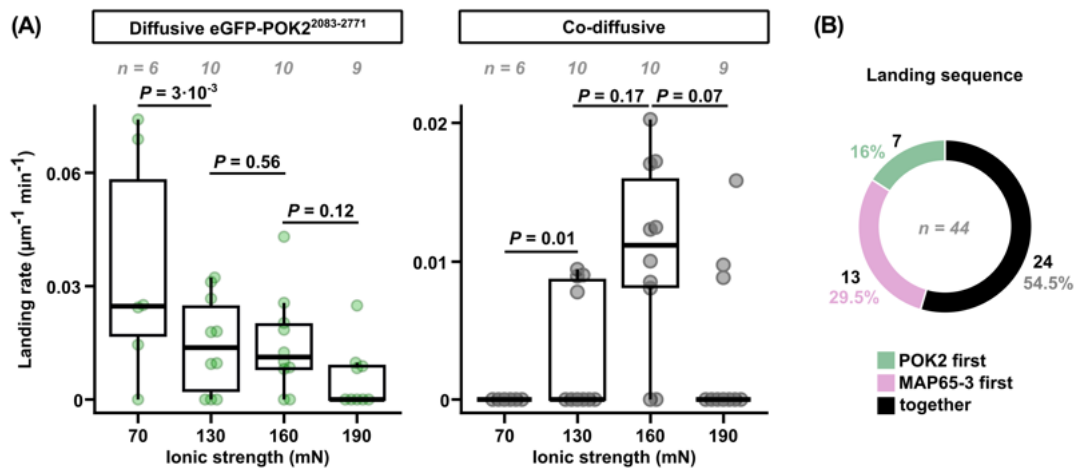 (A)
Diffusive eGFP-POK2²⁰⁸³⁻²⁷⁷¹
n = 6 10 10 9
P = 3·10⁻³
P = 0.56
P = 0.12
Landing rate (µm⁻¹ min⁻¹)
0.06
0.03
0
70 130 160 190
Ionic strength (mN)
Co-diffusive
n = 6 10 10 9
P = 0.17 P = 0.07
P = 0.01
0.02
0.01
0
70 130 160 190
Ionic strength (mN)
(B)
Landing sequence
16% 7
n = 44
13
29.5%
24
54.5%
POK2 first
MAP65-3 first
together